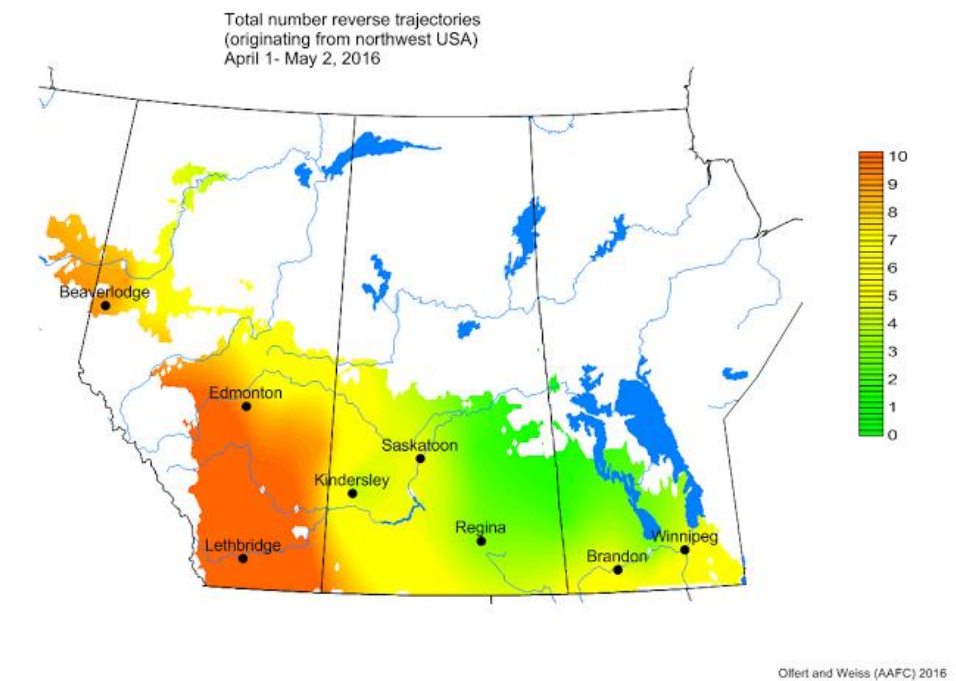 Total number reverse trajectories
(originating from northwest USA)
April 1- May 2, 2016
10
9
8
7
6
5
4
3
2
1
0
Beaverlodge
Edmonton
Saskatoon
Kindersley
Regina
Winnipeg
Lethbridge
Brandon
Olfert and Weiss (AAFC) 2016